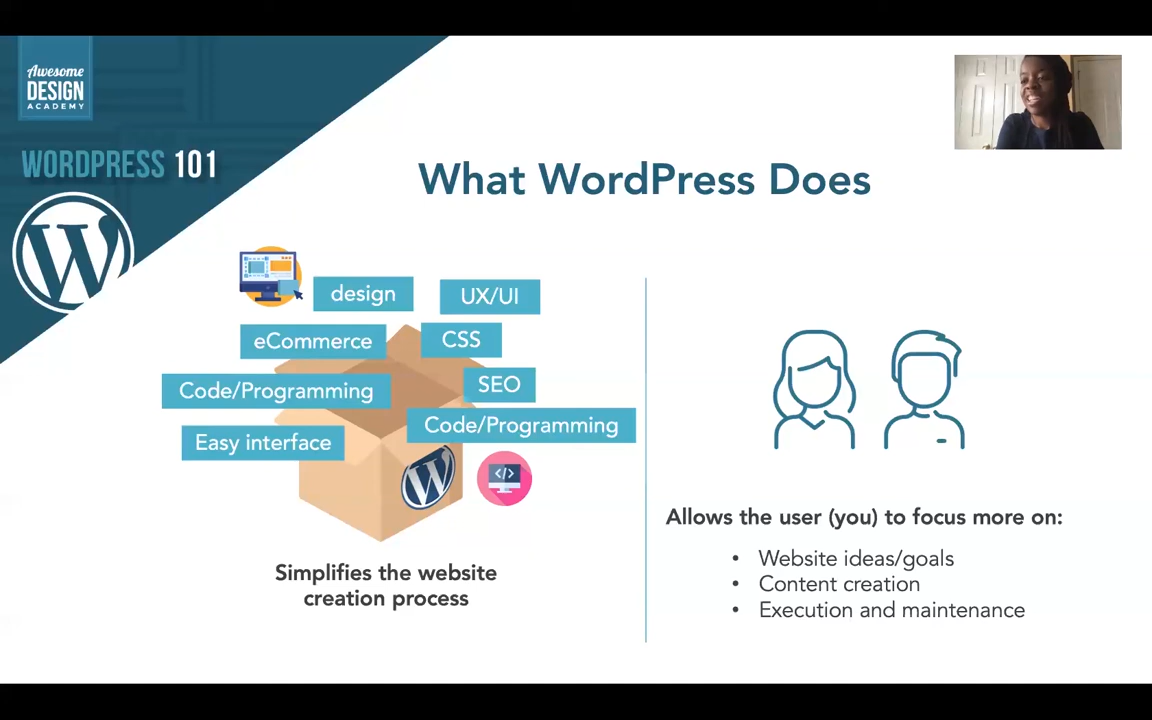 Awesome
DESIGN
ACADEMY
WORDPRESS 101
What WordPress Does
design
UX/UI
eCommerce
CSS
Code/Programming
SEO
Easy interface
Code/Programming
Simplifies the website
creation process
Allows the user (you) to focus more on:
• Website ideas/goals
• Content creation
• Execution and maintenance